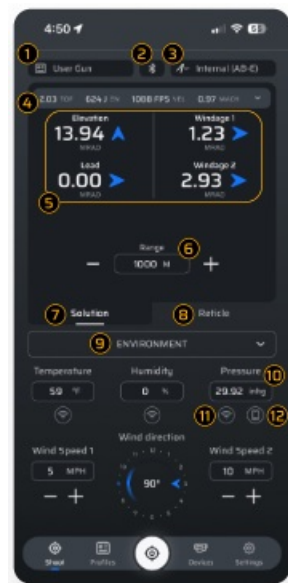 4:50
1 2 3
User Gun Internal (AB-E)
4 2.03 TOF 624 J EN 1008 FPS VEL 0.97 MACH
Elevation Windage 1
13.94 1.23
MRAD MRAD
Lead Windage 2
0.00 2.93
MRAD MRAD
5
Range 6
− 1000 M +
7 Solution 8 Reticle
9 ENVIRONMENT
Temperature Humidity Pressure 10
59 °F 0 % 29.92 inhg
11 12
Wind Speed 1 Wind direction Wind Speed 2
5 MPH 90° 10 MPH
− + − +
Shoot Profiles Devices Settings